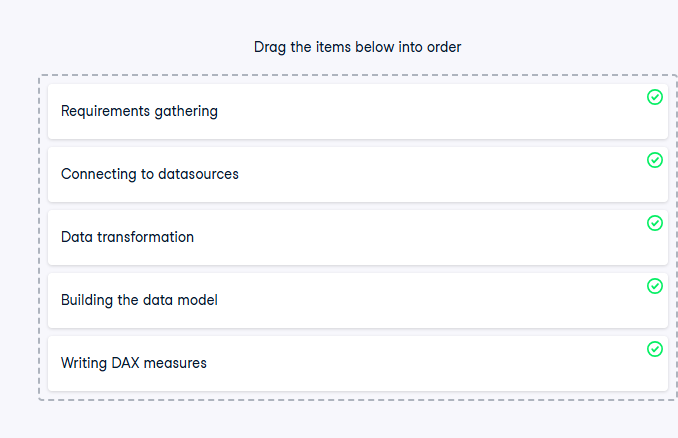 Drag the items below into order
Requirements gathering
Connecting to datasources
Data transformation
Building the data model
Writing DAX measures